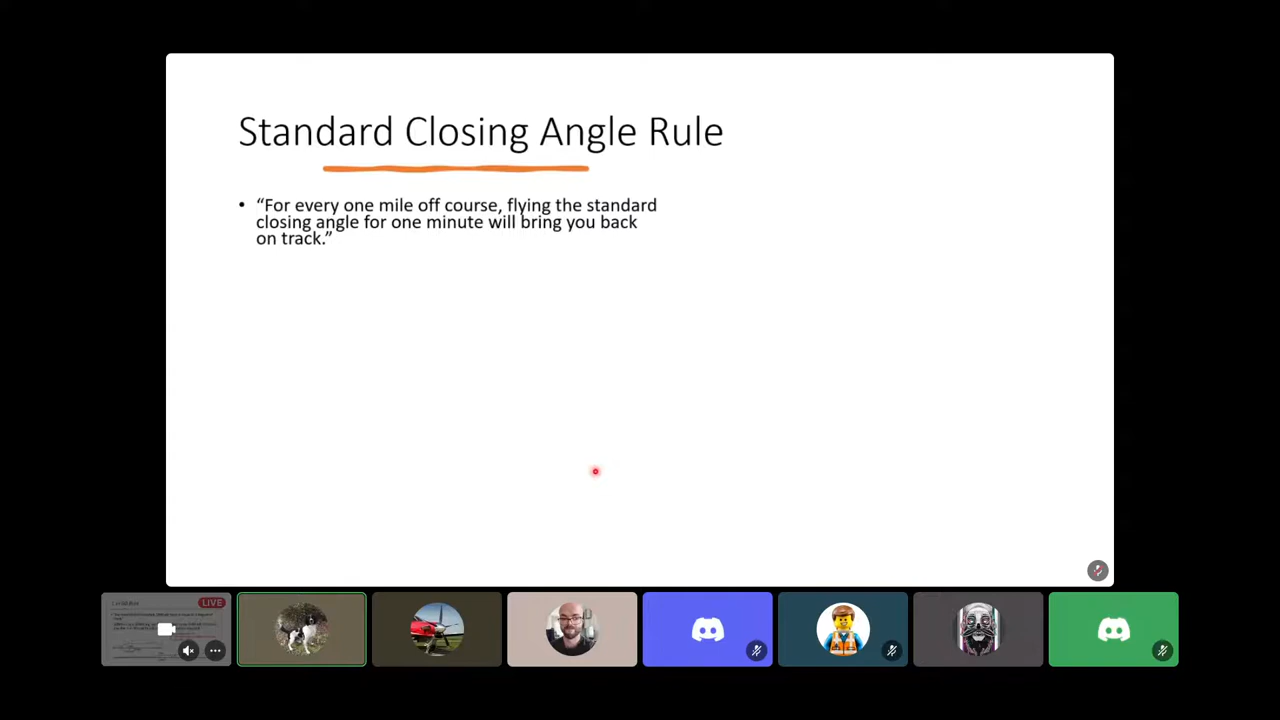 Standard Closing Angle Rule
• “For every one mile off course, flying the standard
closing angle for one minute will bring you back
on track.”
LIVE